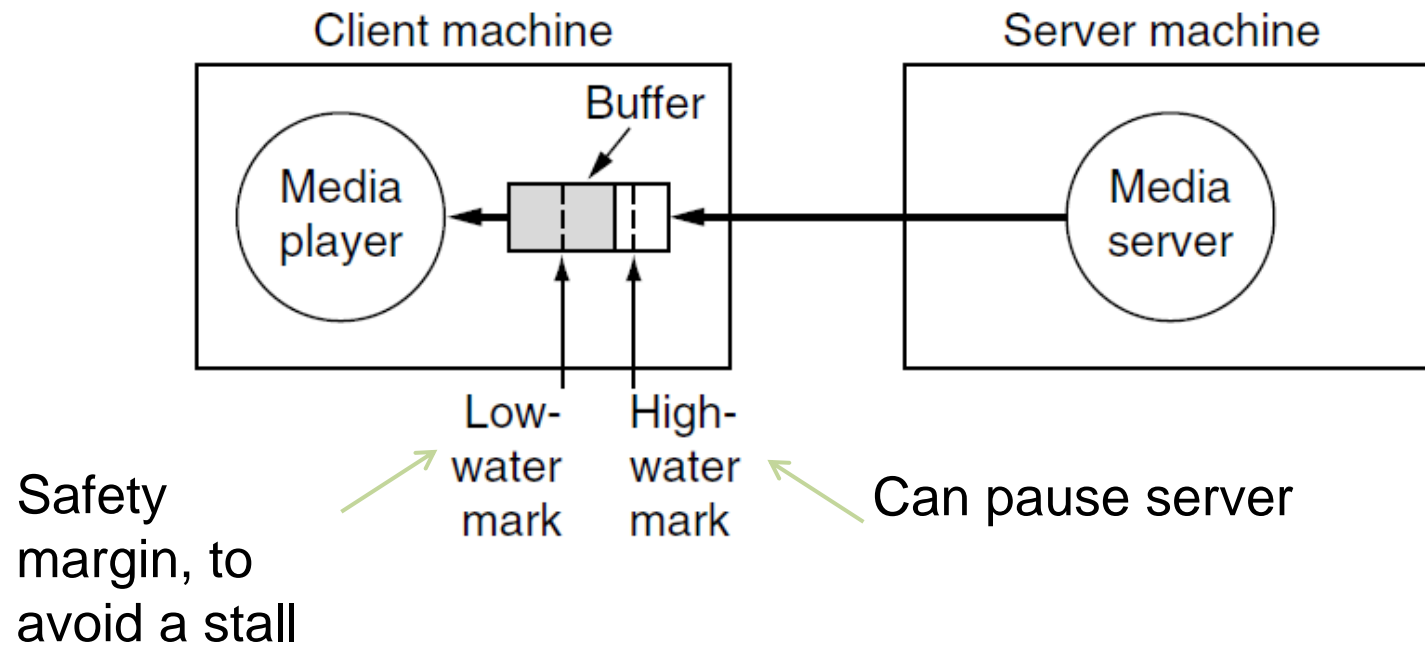 Client machine
Server machine
Buffer
Media
player
Media
server
Low-
water
mark
High-
water
mark
Safety
margin, to
avoid a stall
Can pause server